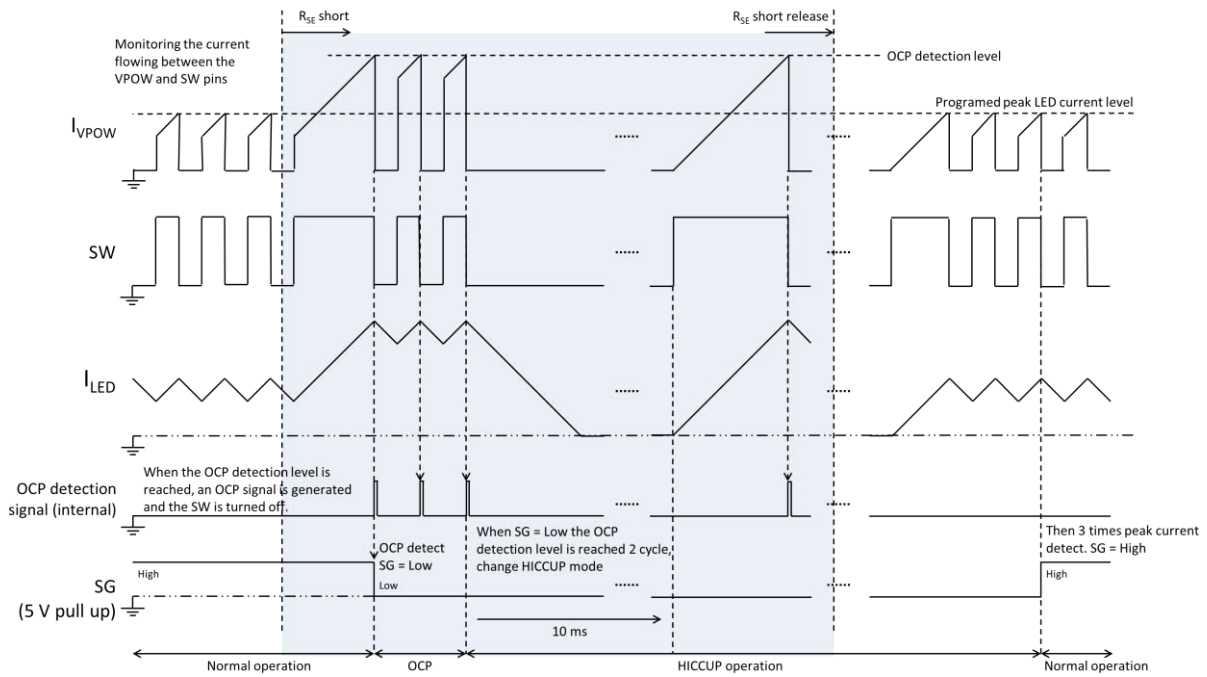 R_SE short
R_SE short release
Monitoring the current
flowing between the
VPOW and SW pins
OCP detection level
Programed peak LED current level
I_VPOW
......
......
SW
......
......
I_LED
......
......
When the OCP detection level is
reached, an OCP signal is generated
and the SW is turned off.
OCP detection
signal (internal)
......
......
When SG = Low the OCP
detection level is reached 2 cycle,
change HICCUP mode
Then 3 times peak current
detect. SG = High
OCP detect
SG = Low
High
Low
High
SG
(5 V pull up)
......
......
10 ms
Normal operation
OCP
HICCUP operation
Normal operation